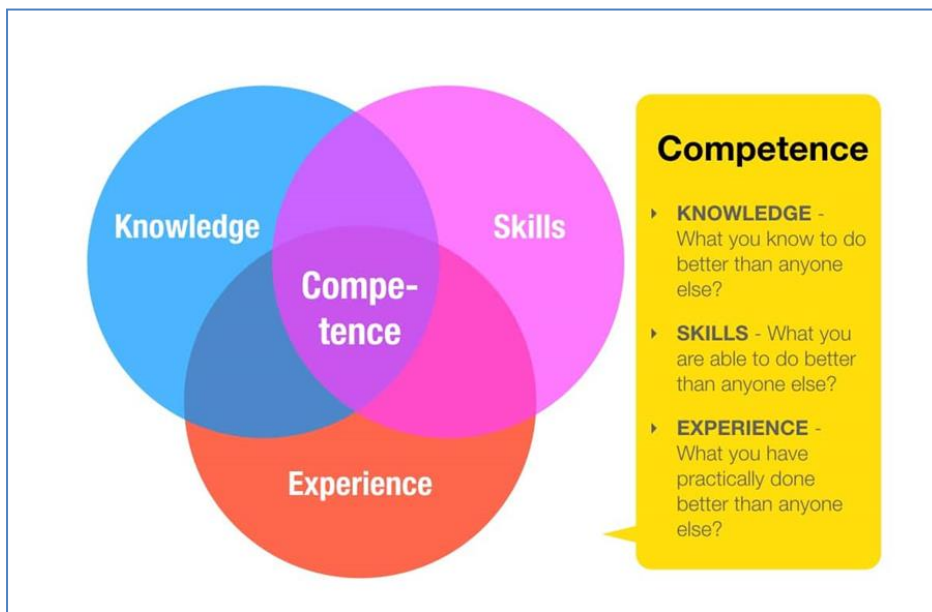 Knowledge
Skills
Compe-
tence
Experience
Competence
KNOWLEDGE -
What you know to do
better than anyone
else?
SKILLS - What you
are able to do better
than anyone else?
EXPERIENCE -
What you have
practically done
better than anyone
else?